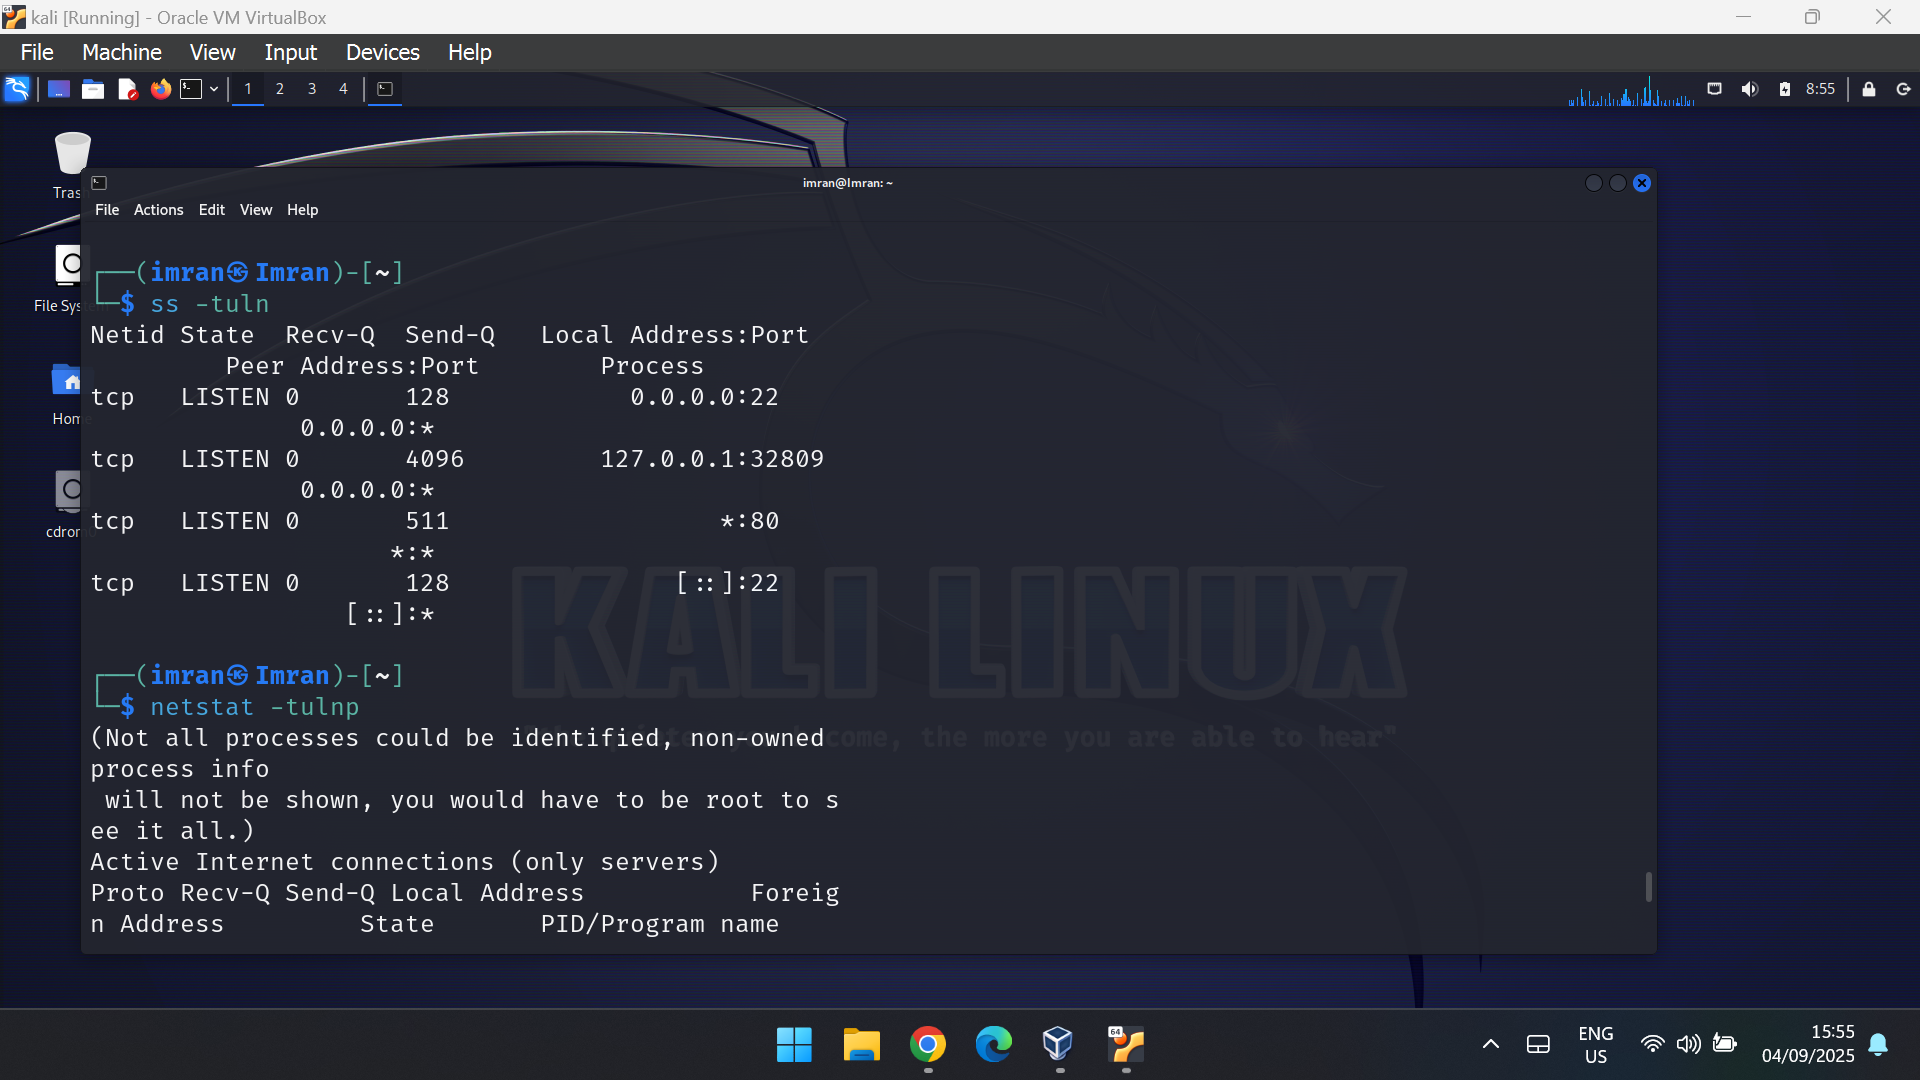 kali [Running] - Oracle VM VirtualBox
File Machine View Input Devices Help
1 2 3 4
8:55
imran@Imran: ~
File Actions Edit View Help
Trash
File System
Home
┌──(imran㉿Imran)-[~]
└─$ ss -tuln
Netid State  Recv-Q  Send-Q   Local Address:Port
Peer Address:Port        Process
tcp   LISTEN 0       128            0.0.0.0:22
0.0.0.0:*
tcp   LISTEN 0       4096         127.0.0.1:32809
0.0.0.0:*
tcp   LISTEN 0       511                  *:80
*:*
tcp   LISTEN 0       128               [::]:22
[::]:*
┌──(imran㉿Imran)-[~]
└─$ netstat -tulnp
(Not all processes could be identified, non-owned
process info
will not be shown, you would have to be root to s
ee it all.)
Active Internet connections (only servers)
Proto Recv-Q Send-Q Local Address           Foreig
n Address         State       PID/Program name
KALI LINUX
come, the more you are able to hear"
64
ENG
US
15:55
04/09/2025